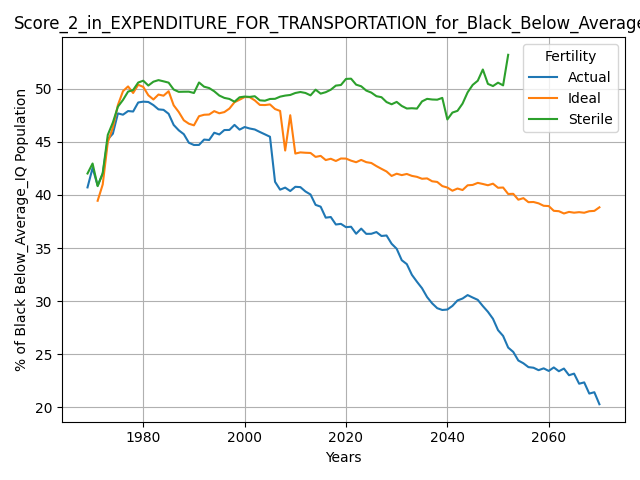 Score_2_in_EXPENDITURE_FOR_TRANSPORTATION_for_Black_Below_Average
% of Black Below_Average_IQ Population
50
45
40
35
30
25
20
1980
2000
2020
2040
2060
Years
Fertility
Actual
Ideal
Sterile